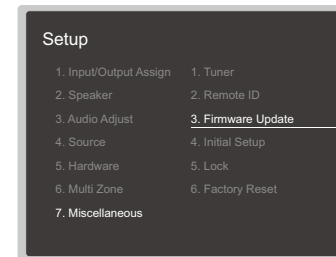 Setup
1. Input/Output Assign
2. Speaker
3. Audio Adjust
4. Source
5. Hardware
6. Multi Zone
7. Miscellaneous
1. Tuner
2. Remote ID
3. Firmware Update
4. Initial Setup
5. Lock
6. Factory Reset